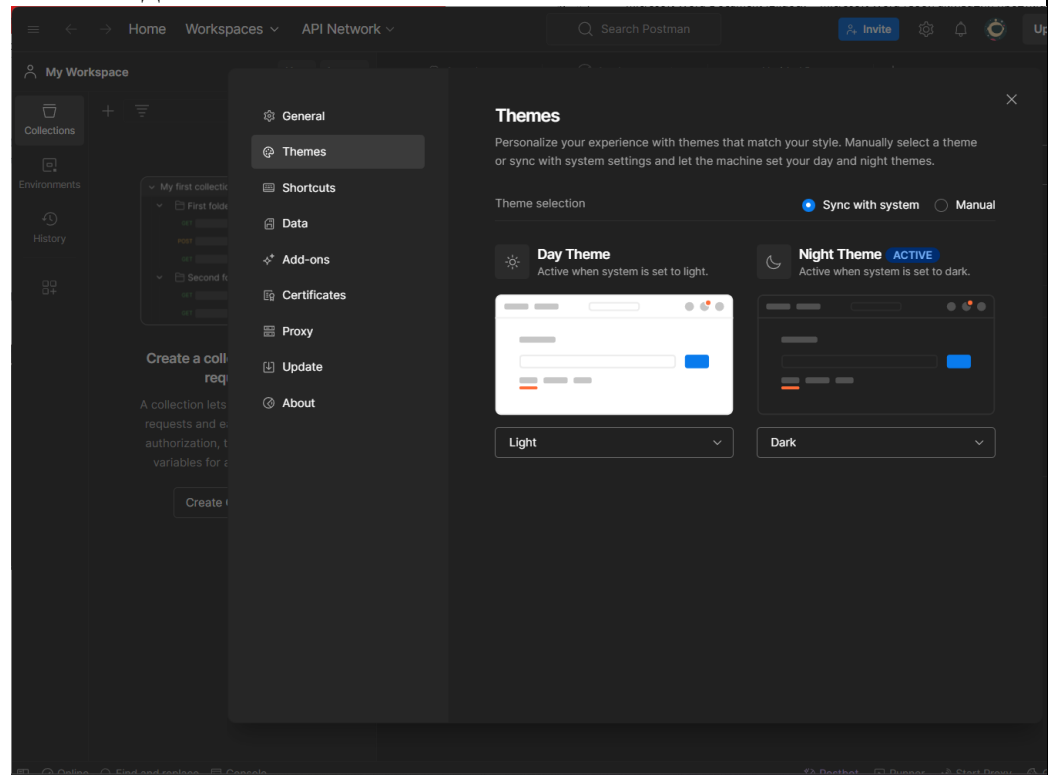 Home Workspaces API Network Search Postman Invite
My Workspace
Collections
Environments
History
My first collectio
First folde
GET
POST
GET
Second fo
GET
GET
Create a coll
requ
A collection lets
requests and ea
authorization, t
variables for a
Create
General
Themes
Shortcuts
Data
Add-ons
Certificates
Proxy
Update
About
Themes
Personalize your experience with themes that match your style. Manually select a theme
or sync with system settings and let the machine set your day and night themes.
Theme selection Sync with system Manual
Day Theme
Active when system is set to light.
Night Theme ACTIVE
Active when system is set to dark.
Light
Dark
Online Find and replace Console Postbot Runner Start Proxy